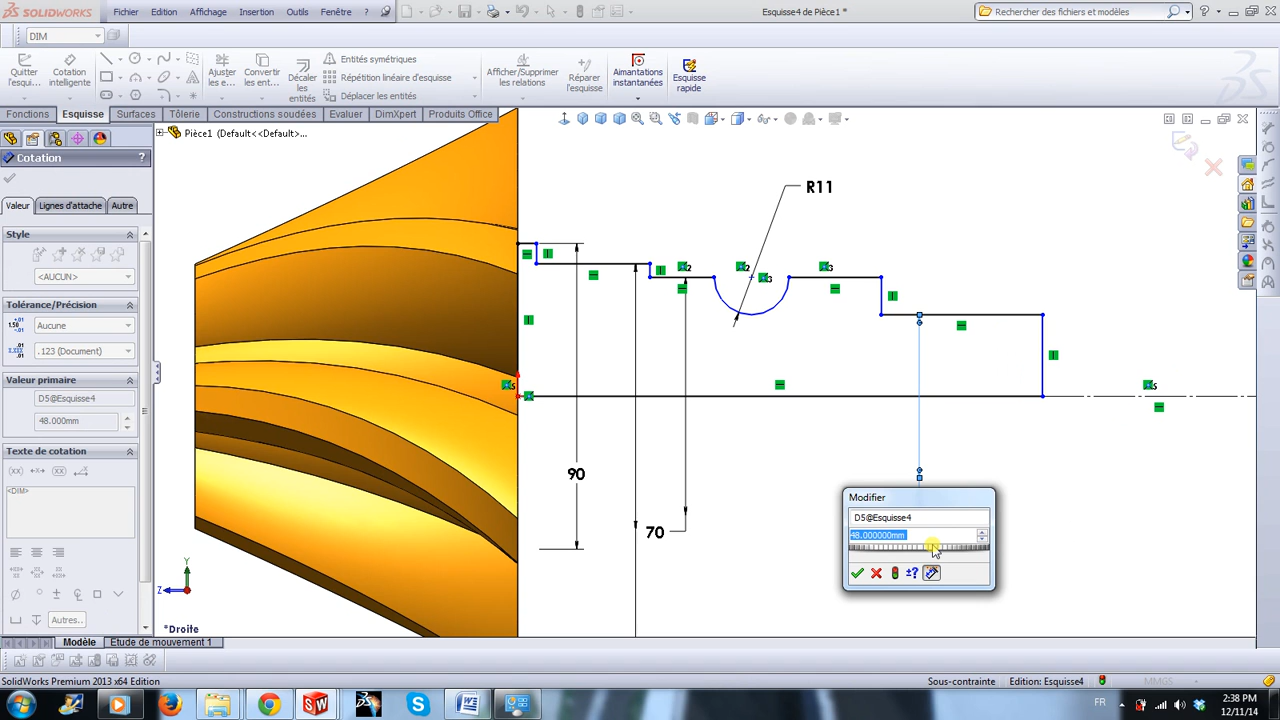 SOLIDWORKS
Fichier
Edition
Affichage
Insertion
Outils
Fenêtre
?
Esquisse4 de Pièce1 *
Rechercher des fichiers et modèles
DIM
Quitter
l'esqui...
Cotation
intelligente
Ajuster
les e...
Convertir
les entités
Décaler
les
entités
Entités symétriques
Répétition linéaire d'esquisse
Déplacer les entités
Afficher/Supprimer
les relations
Réparer
l'esquisse
Aimantations
instantanées
Esquisse
rapide
Fonctions
Esquisse
Surfaces
Tôlerie
Constructions soudées
Evaluer
DimXpert
Produits Office
Pièce1 (Default<<Default>...
Cotation
?
Valeur
Lignes d'attache
Autre
Style
<AUCUN>
Tolérance/Précision
Aucune
.123 (Document)
Valeur primaire
D5@Esquisse4
48.000mm
Texte de cotation
<DIM>
Autres..
R11
90
70
Modifier
D5@Esquisse4
48.000000mm
Y
Z
*Droite
Modèle
Etude de mouvement 1
SolidWorks Premium 2013 x64 Edition
Sous-contrainte
Edition: Esquisse4
MMGS
FR
2:38 PM
12/11/14